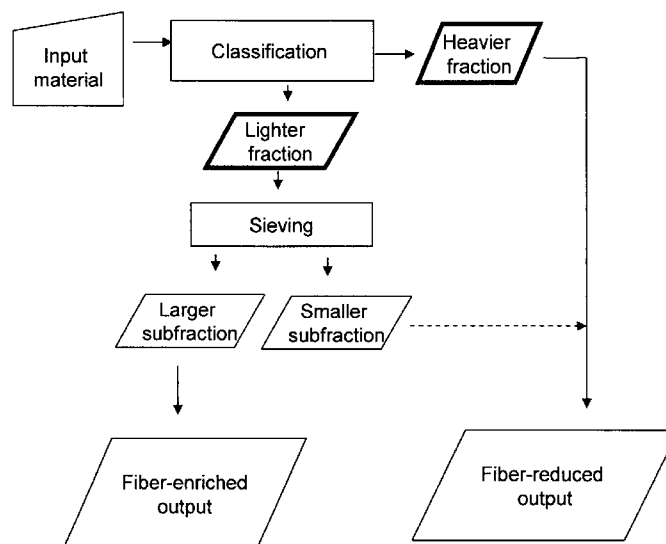 Input
material
Classification
Heavier
fraction
Lighter
fraction
Sieving
Larger
subfraction
Smaller
subfraction
Fiber-enriched
output
Fiber-reduced
output